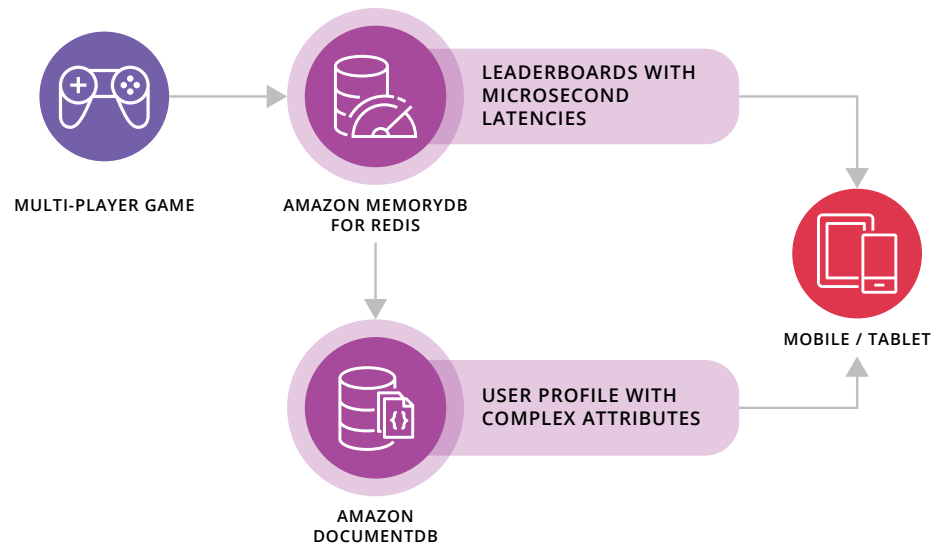 LEADERBOARDS WITH
MICROSECOND
LATENCIES
MULTI-PLAYER GAME
AMAZON MEMORYDB
FOR REDIS
MOBILE / TABLET
USER PROFILE WITH
COMPLEX ATTRIBUTES
AMAZON
DOCUMENTDB